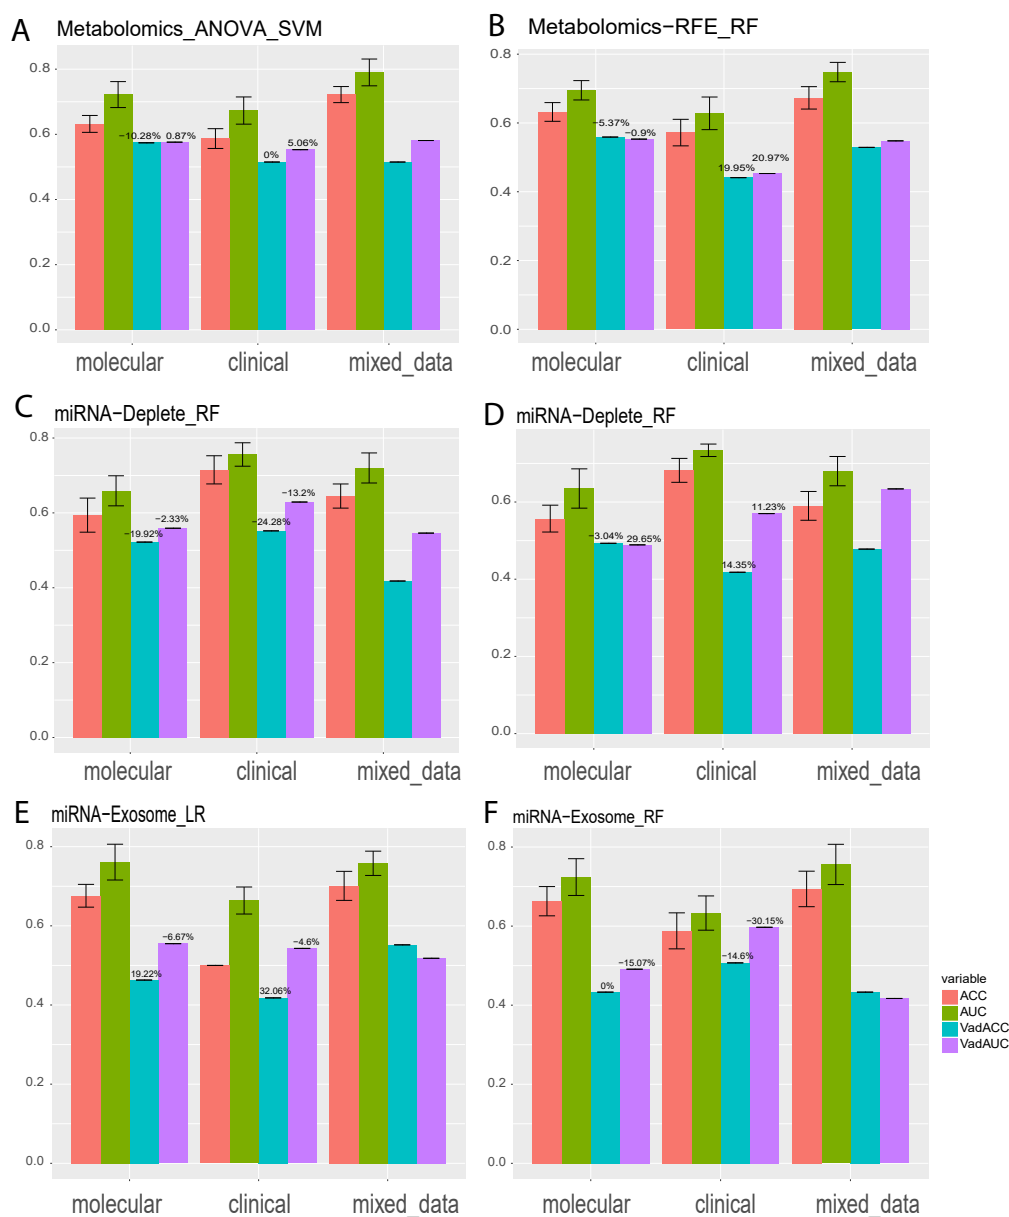 A Metabolomics_ANOVA_SVM
0.8
0.6
0.4
0.2
0.0
−10.28% 0.87%
0% 5.06%
molecular clinical mixed_data
B Metabolomics−RFE_RF
0.8
0.6
0.4
0.2
0.0
−5.37% −0.9%
19.95% 20.97%
molecular clinical mixed_data
C miRNA−Deplete_RF
0.8
0.6
0.4
0.2
0.0
−19.92% −2.33%
−24.28% −13.2%
molecular clinical mixed_data
D miRNA−Deplete_RF
0.6
0.4
0.2
0.0
−3.04% 29.65%
14.35% 11.23%
molecular clinical mixed_data
E miRNA−Exosome_LR
0.8
0.6
0.4
0.2
0.0
19.22% −6.67%
32.06% −4.6%
molecular clinical mixed_data
F miRNA−Exosome_RF
0.8
0.6
0.4
0.2
0.0
0% −15.07%
−14.6% −30.15%
molecular clinical mixed_data
variable
ACC
AUC
VadACC
VadAUC